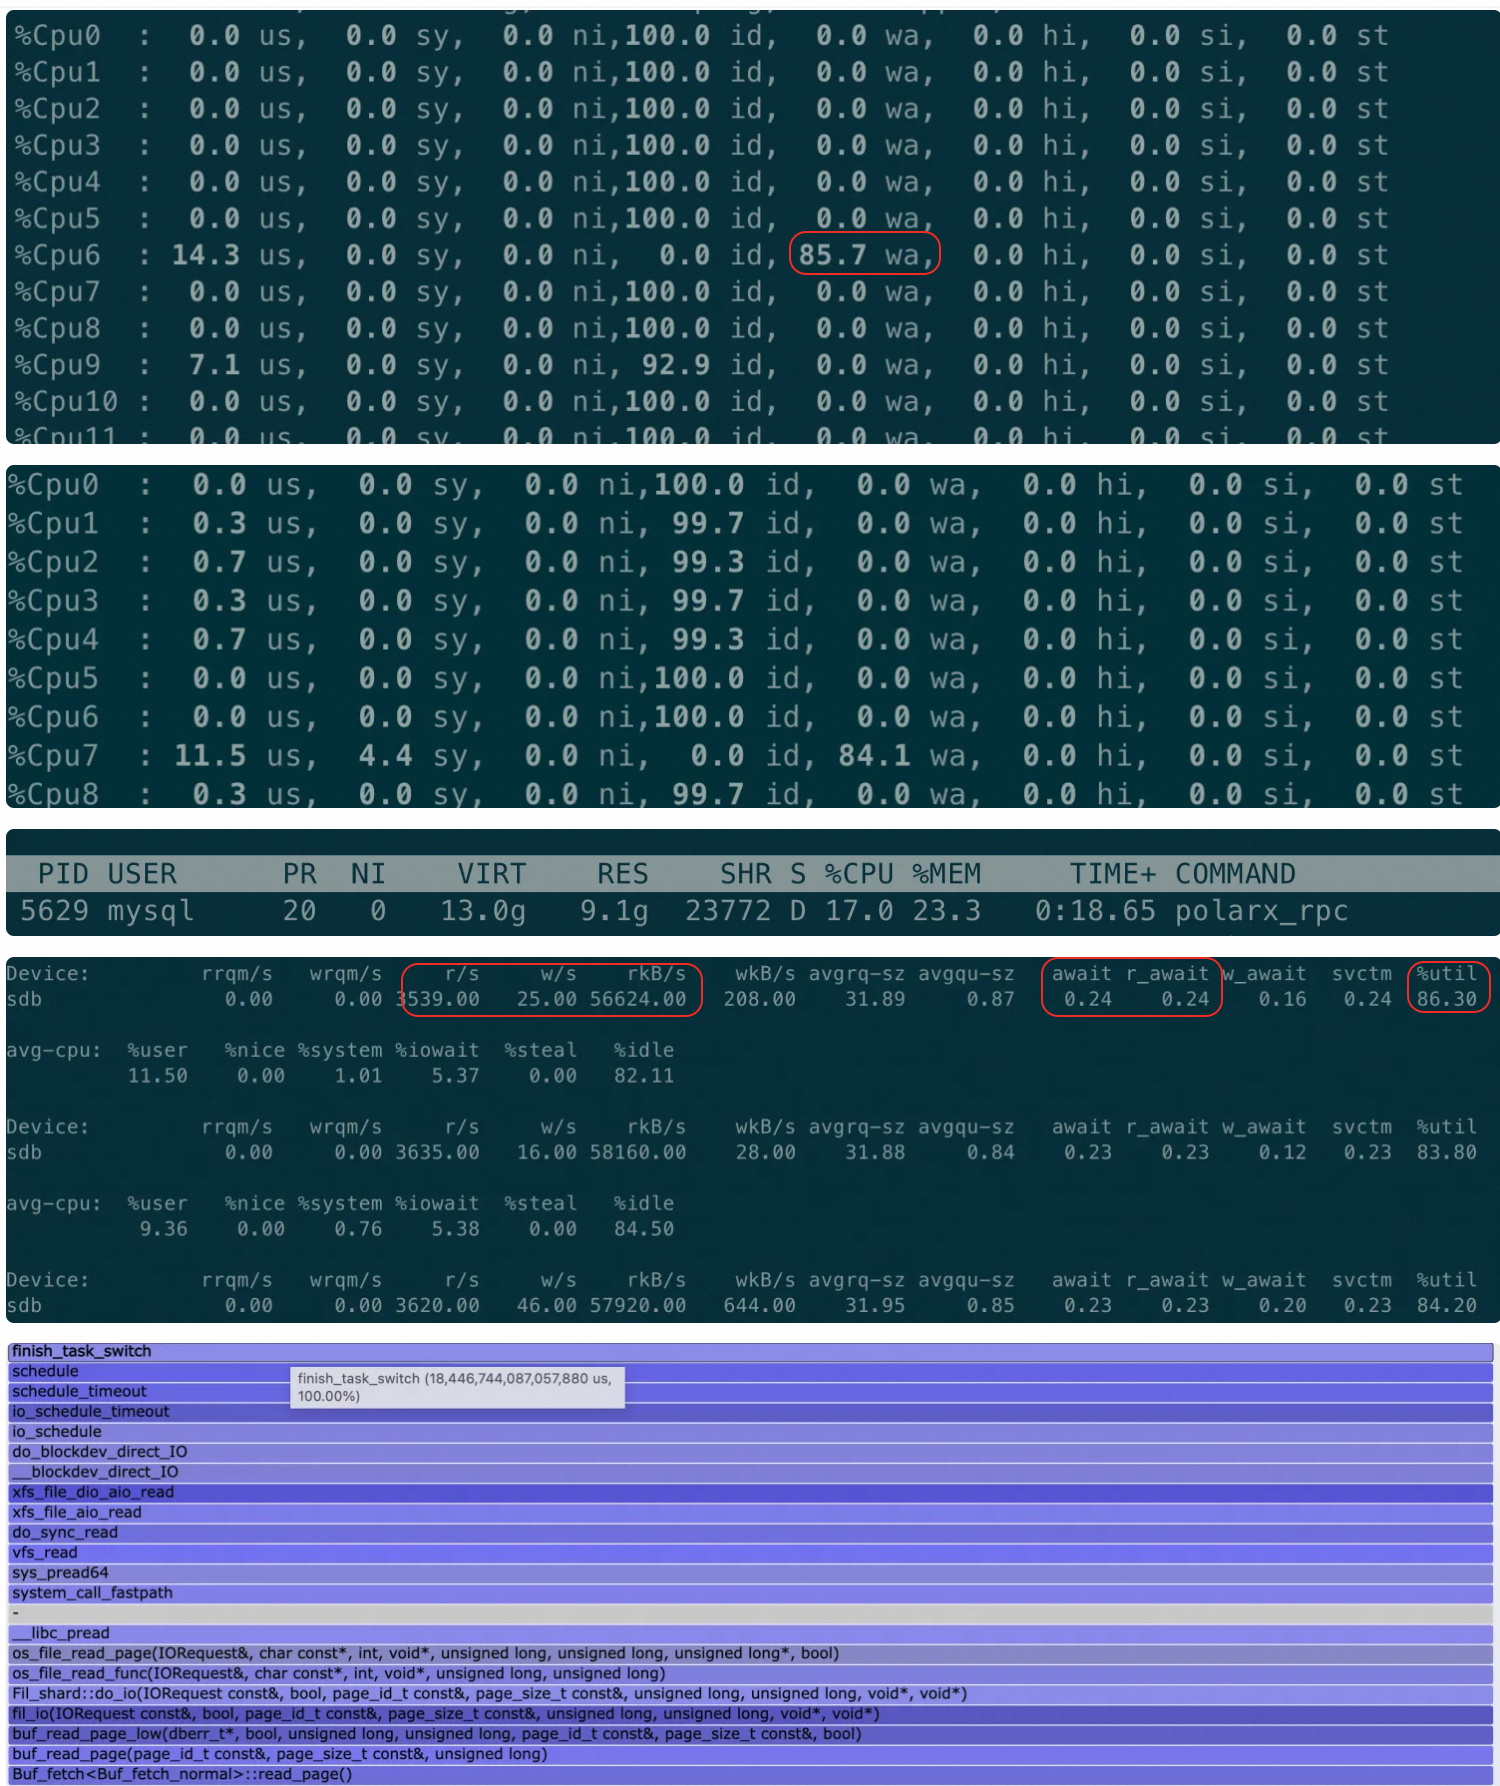 %Cpu0  :  0.0 us,  0.0 sy,  0.0 ni,100.0 id,  0.0 wa,  0.0 hi,  0.0 si,  0.0 st
%Cpu1  :  0.0 us,  0.0 sy,  0.0 ni,100.0 id,  0.0 wa,  0.0 hi,  0.0 si,  0.0 st
%Cpu2  :  0.0 us,  0.0 sy,  0.0 ni,100.0 id,  0.0 wa,  0.0 hi,  0.0 si,  0.0 st
%Cpu3  :  0.0 us,  0.0 sy,  0.0 ni,100.0 id,  0.0 wa,  0.0 hi,  0.0 si,  0.0 st
%Cpu4  :  0.0 us,  0.0 sy,  0.0 ni,100.0 id,  0.0 wa,  0.0 hi,  0.0 si,  0.0 st
%Cpu5  :  0.0 us,  0.0 sy,  0.0 ni,100.0 id,  0.0 wa,  0.0 hi,  0.0 si,  0.0 st
%Cpu6  : 14.3 us,  0.0 sy,  0.0 ni,  0.0 id, 85.7 wa,  0.0 hi,  0.0 si,  0.0 st
%Cpu7  :  0.0 us,  0.0 sy,  0.0 ni,100.0 id,  0.0 wa,  0.0 hi,  0.0 si,  0.0 st
%Cpu8  :  0.0 us,  0.0 sy,  0.0 ni,100.0 id,  0.0 wa,  0.0 hi,  0.0 si,  0.0 st
%Cpu9  :  7.1 us,  0.0 sy,  0.0 ni, 92.9 id,  0.0 wa,  0.0 hi,  0.0 si,  0.0 st
%Cpu10 :  0.0 us,  0.0 sy,  0.0 ni,100.0 id,  0.0 wa,  0.0 hi,  0.0 si,  0.0 st
%Cpu11 :  0.0 us,  0.0 sy,  0.0 ni,100.0 id,  0.0 wa,  0.0 hi,  0.0 si,  0.0 st
%Cpu0  :  0.0 us,  0.0 sy,  0.0 ni,100.0 id,  0.0 wa,  0.0 hi,  0.0 si,  0.0 st
%Cpu1  :  0.3 us,  0.0 sy,  0.0 ni, 99.7 id,  0.0 wa,  0.0 hi,  0.0 si,  0.0 st
%Cpu2  :  0.7 us,  0.0 sy,  0.0 ni, 99.3 id,  0.0 wa,  0.0 hi,  0.0 si,  0.0 st
%Cpu3  :  0.3 us,  0.0 sy,  0.0 ni, 99.7 id,  0.0 wa,  0.0 hi,  0.0 si,  0.0 st
%Cpu4  :  0.7 us,  0.0 sy,  0.0 ni, 99.3 id,  0.0 wa,  0.0 hi,  0.0 si,  0.0 st
%Cpu5  :  0.0 us,  0.0 sy,  0.0 ni,100.0 id,  0.0 wa,  0.0 hi,  0.0 si,  0.0 st
%Cpu6  :  0.0 us,  0.0 sy,  0.0 ni,100.0 id,  0.0 wa,  0.0 hi,  0.0 si,  0.0 st
%Cpu7  : 11.5 us,  4.4 sy,  0.0 ni,  0.0 id, 84.1 wa,  0.0 hi,  0.0 si,  0.0 st
%Cpu8  :  0.3 us,  0.0 sy,  0.0 ni, 99.7 id,  0.0 wa,  0.0 hi,  0.0 si,  0.0 st
PID USER PR NI VIRT RES SHR S %CPU %MEM TIME+ COMMAND
5629 mysql 20 0 13.0g 9.1g 23772 D 17.0 23.3 0:18.65 polarx_rpc
Device: rrqm/s wrqm/s r/s w/s rkB/s wkB/s avgrq-sz avgqu-sz await r_await w_await svctm %util
sdb 0.00 0.00 3539.00 25.00 56624.00 208.00 31.89 0.87 0.24 0.24 0.16 0.24 86.30
avg-cpu: %user %nice %system %iowait %steal %idle
11.50 0.00 1.01 5.37 0.00 82.11
Device: rrqm/s wrqm/s r/s w/s rkB/s wkB/s avgrq-sz avgqu-sz await r_await w_await svctm %util
sdb 0.00 0.00 3635.00 16.00 58160.00 28.00 31.88 0.84 0.23 0.23 0.12 0.23 83.80
avg-cpu: %user %nice %system %iowait %steal %idle
9.36 0.00 0.76 5.38 0.00 84.50
Device: rrqm/s wrqm/s r/s w/s rkB/s wkB/s avgrq-sz avgqu-sz await r_await w_await svctm %util
sdb 0.00 0.00 3620.00 46.00 57920.00 644.00 31.95 0.85 0.23 0.23 0.20 0.23 84.20
finish_task_switch
schedule
finish_task_switch (18,446,744,087,057,880 us,
100.00%)
schedule_timeout
io_schedule_timeout
io_schedule
do_blockdev_direct_IO
__blockdev_direct_IO
xfs_file_dio_aio_read
xfs_file_aio_read
do_sync_read
vfs_read
sys_pread64
system_call_fastpath
-
__libc_pread
os_file_read_page(IORequest&, char const*, int, void*, unsigned long, unsigned long, unsigned long*, bool)
os_file_read_func(IORequest&, char const*, int, void*, unsigned long, unsigned long)
Fil_shard::do_io(IORequest const&, bool, page_id_t const&, page_size_t const&, unsigned long, unsigned long, void*, void*)
fil_io(IORequest const&, bool, page_id_t const&, page_size_t const&, unsigned long, unsigned long, void*, void*)
buf_read_page_low(dberr_t*, bool, unsigned long, unsigned long, page_id_t const&, page_size_t const&, bool)
buf_read_page(page_id_t const&, page_size_t const&, unsigned long)
Buf_fetch<Buf_fetch_normal>::read_page()